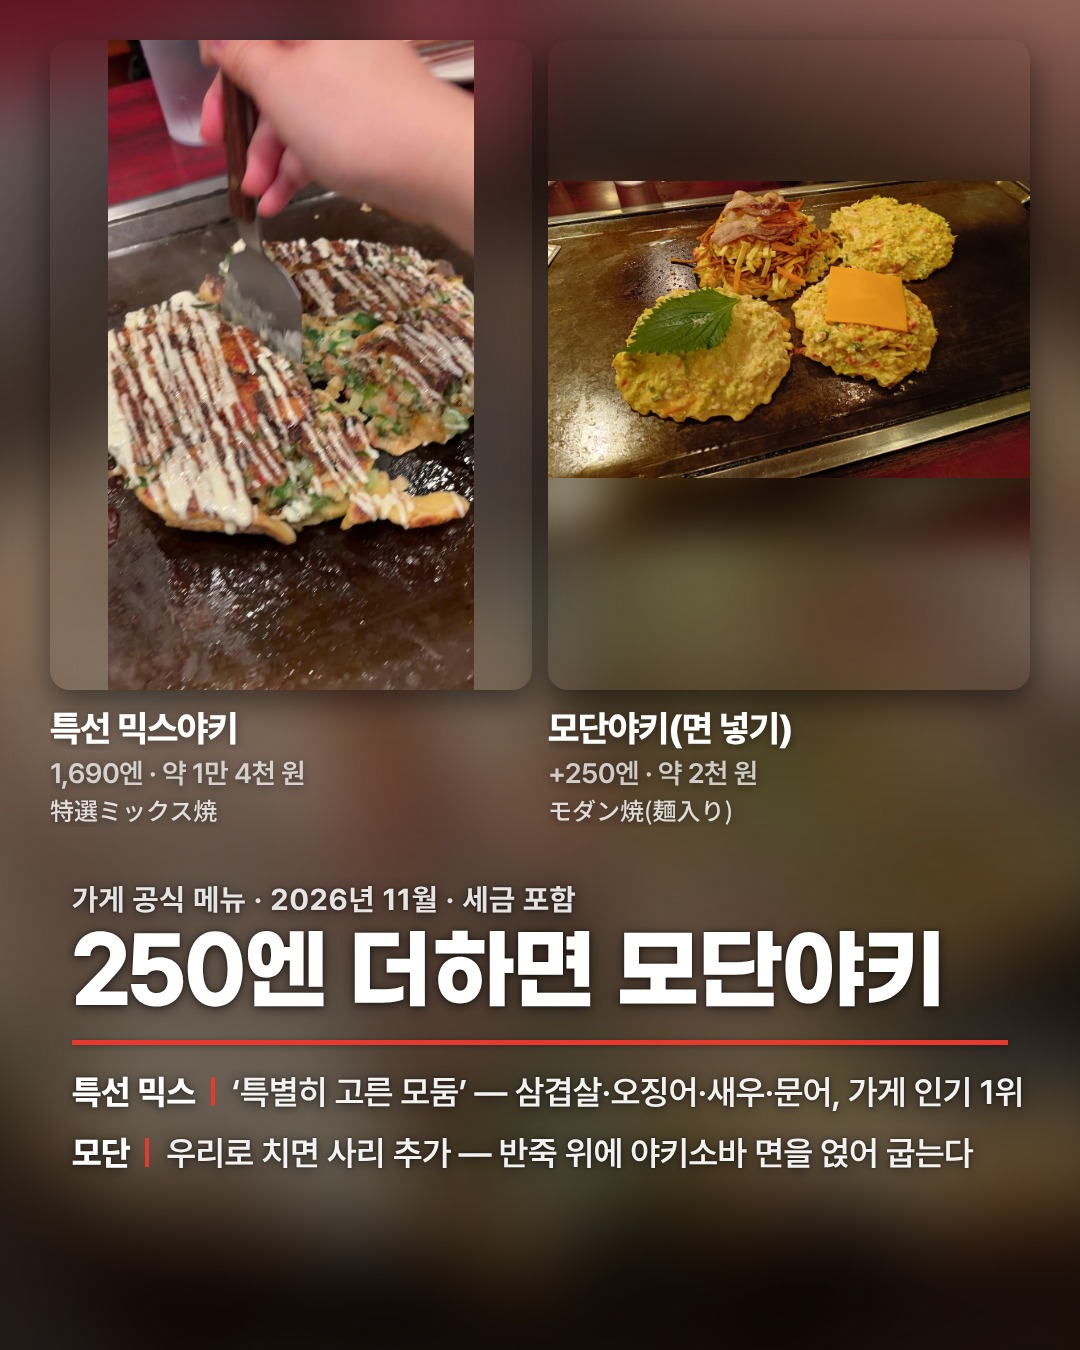 특선 믹스야키
1,690엔 · 약 1만 4천 원
特選ミックス焼
모단야키(면 넣기)
+250엔 · 약 2천 원
モダン焼(麺入り)
가게 공식 메뉴 · 2026년 11월 · 세금 포함
250엔 더하면 모단야키
특선 믹스 | ‘특별히 고른 모둠’ — 삼겹살·오징어·새우·문어, 가게 인기 1위
모단 | 우리로 치면 사리 추가 — 반죽 위에 야키소바 면을 얹어 굽는다